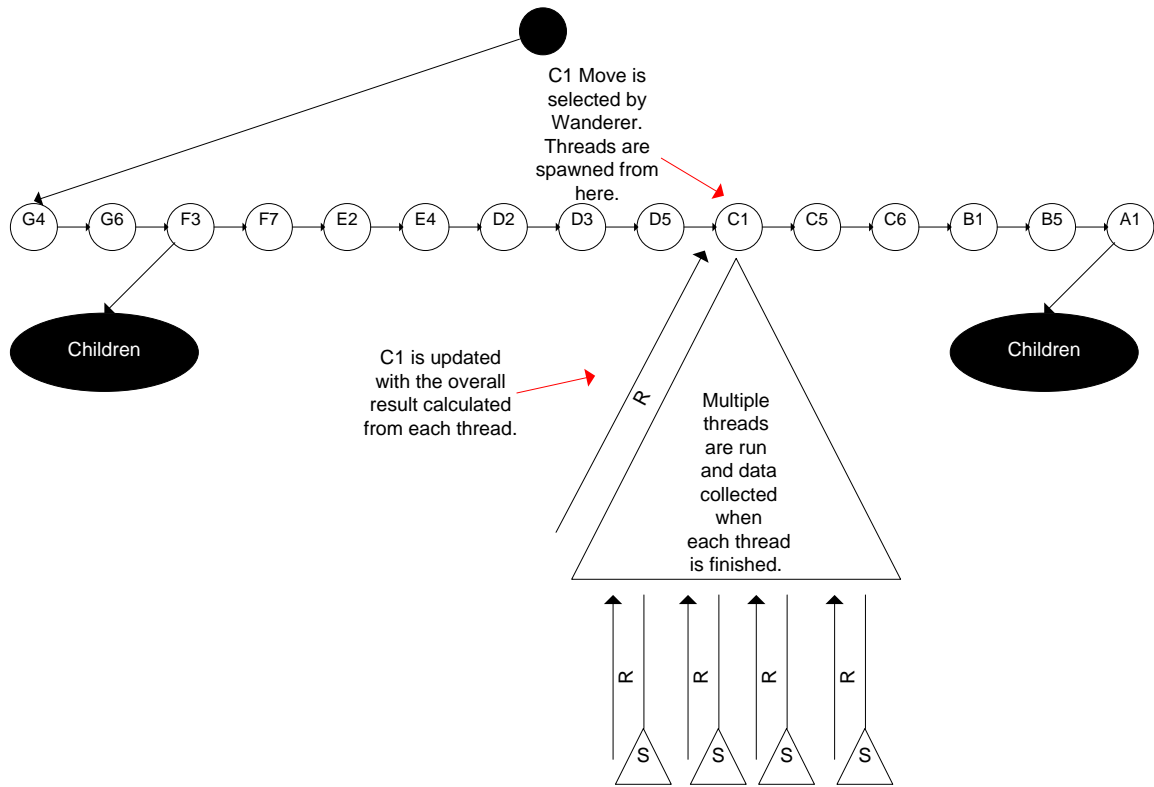 C1 Move is
selected by
Wanderer.
Threads are
spawned from
here.
G4 G6 F3 F7 E2 E4 D2 D3 D5 C1 C5 C6 B1 B5 A1
Children
Children
C1 is updated
with the overall
result calculated
from each thread.
R
Multiple
threads
are run
and data
collected
when
each thread
is finished.
R R R R
S S S S